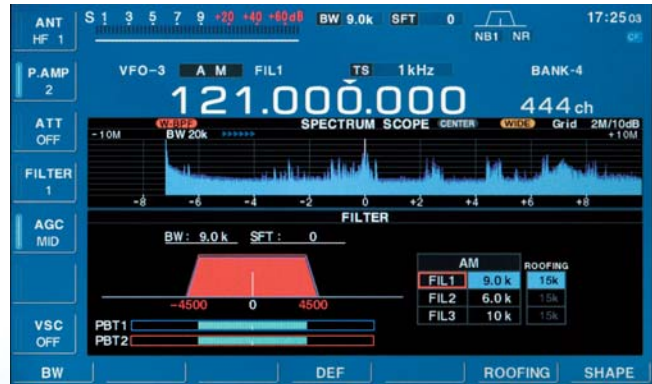 ANT HF 1
S 1 3 5 7 9 +20 +40 +60dB
BW 9.0k SFT 0
NB1 NR
17:25 03
CF
P.AMP 2
VFO-3 A M FIL1 TS 1kHz BANK-4
121.000.000 444 ch
ATT OFF
W-BPF SPECTRUM SCOPE CENTER WIDE Grid 2M/10dB
-10M BW 20k >>>>>> +10M
FILTER 1
-8 -6 -4 -2 0 +2 +4 +6 +8
FILTER
AGC MID
BW: 9.0 k SFT: 0
AM ROOFING
FIL1 9.0 k 15k
FIL2 6.0 k 15k
FIL3 10 k 15k
-4500 0 4500
VSC OFF
PBT1
PBT2
BW DEF ROOFING SHAPE